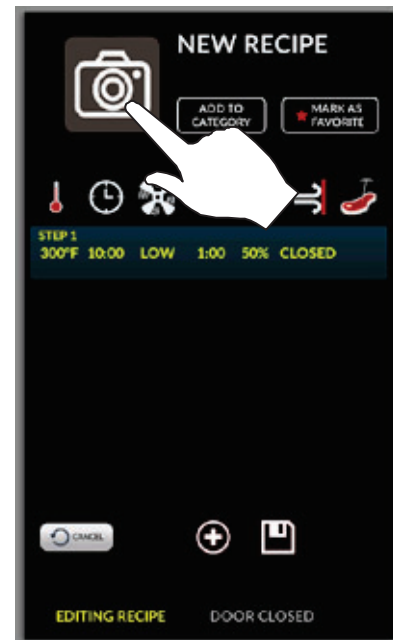 NEW RECIPE
ADD TO
CATEGORY
MARK AS
FAVORITE
STEP 1
300°F 10:00 LOW 1:00 50% CLOSED
CANCEL
EDITING RECIPE DOOR CLOSED